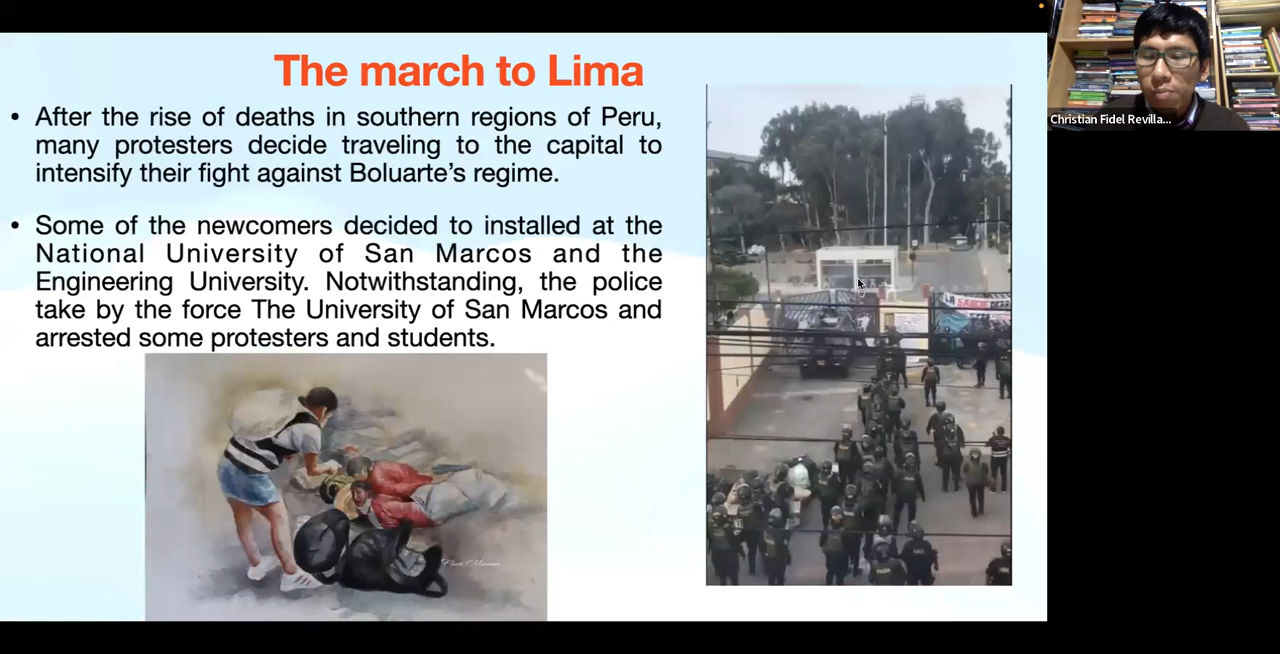 The march to Lima
• After the rise of deaths in southern regions of Peru,
many protesters decide traveling to the capital to
intensify their fight against Boluarte's regime.
• Some of the newcomers decided to installed at the
National University of San Marcos and the
Engineering University. Notwithstanding, the police
take by the force The University of San Marcos and
arrested some protesters and students.
Christian Fidel Revilla...